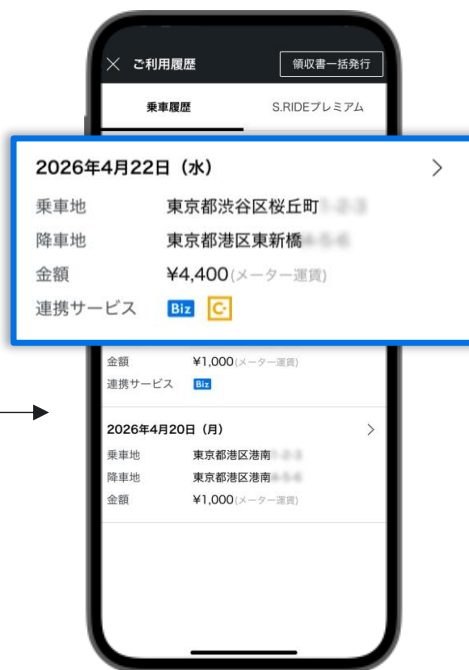 × ご利用履歴 領収書一括発行
乗車履歴 S.RIDEプレミアム
2026年4月22日（水）
乗車地 東京都渋谷区桜丘町
降車地 東京都港区東新橋
金額 ¥4,400(メーター運賃)
連携サービス Biz C
金額 ¥1,000(メーター運賃)
連携サービス Biz
2026年4月20日（月）
乗車地 東京都港区港南
降車地 東京都港区港南
金額 ¥1,000(メーター運賃)